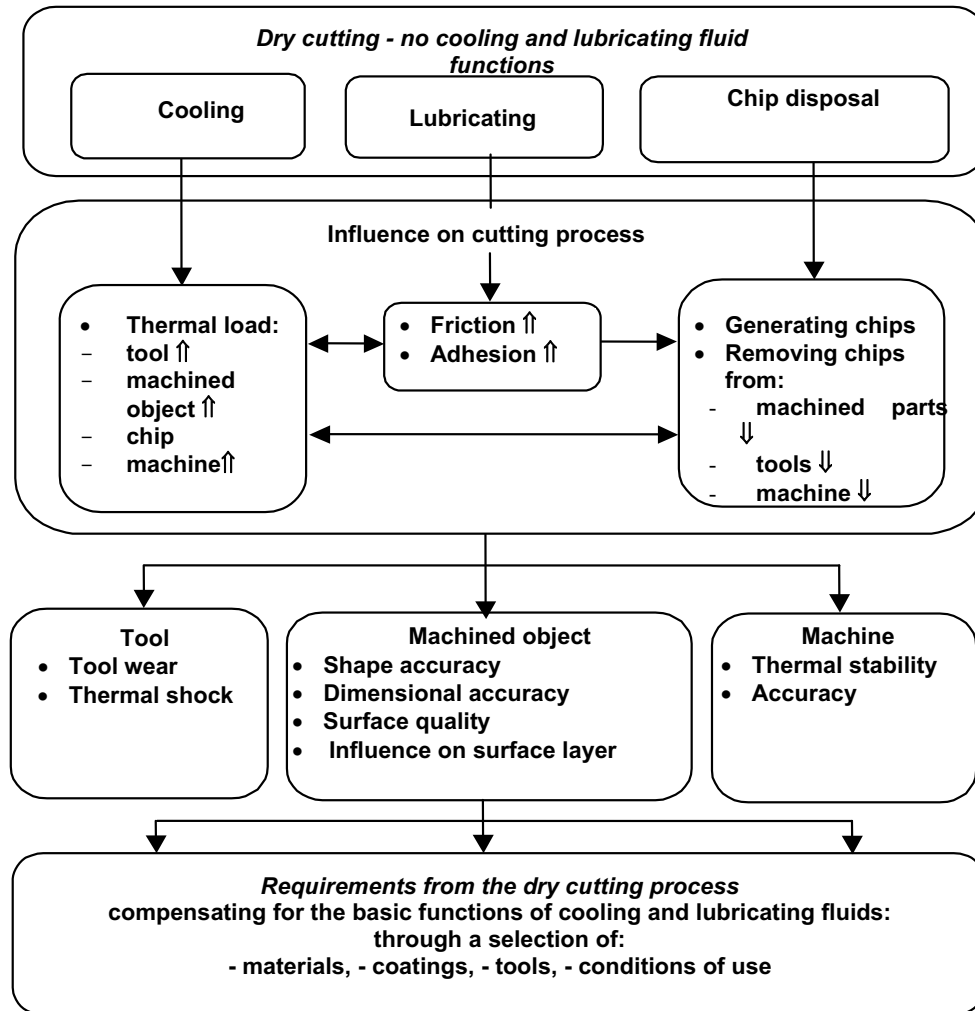 Dry cutting - no cooling and lubricating fluid
functions
Cooling
Lubricating
Chip disposal
Influence on cutting process
• Thermal load:
– tool ⇑
– machined
object ⇑
– chip
– machine⇑
• Friction ⇑
• Adhesion ⇑
• Generating chips
• Removing chips
from:
- machined parts
⇓
- tools ⇓
- machine ⇓
Tool
• Tool wear
• Thermal shock
Machined object
• Shape accuracy
• Dimensional accuracy
• Surface quality
• Influence on surface layer
Machine
• Thermal stability
• Accuracy
Requirements from the dry cutting process
compensating for the basic functions of cooling and lubricating fluids:
through a selection of:
- materials, - coatings, - tools, - conditions of use